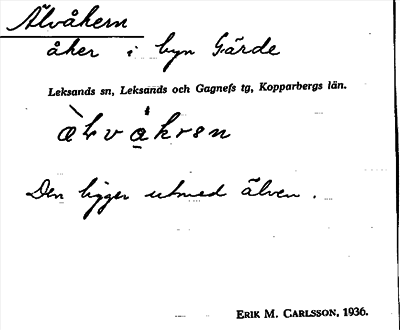 Älvåkern
åker i byn Gärde
Leksands sn, Leksands och Gagnefs tg, Kopparbergs län.
Den ligger utmed älven.
ERIK M. CARLSSON, 1936.